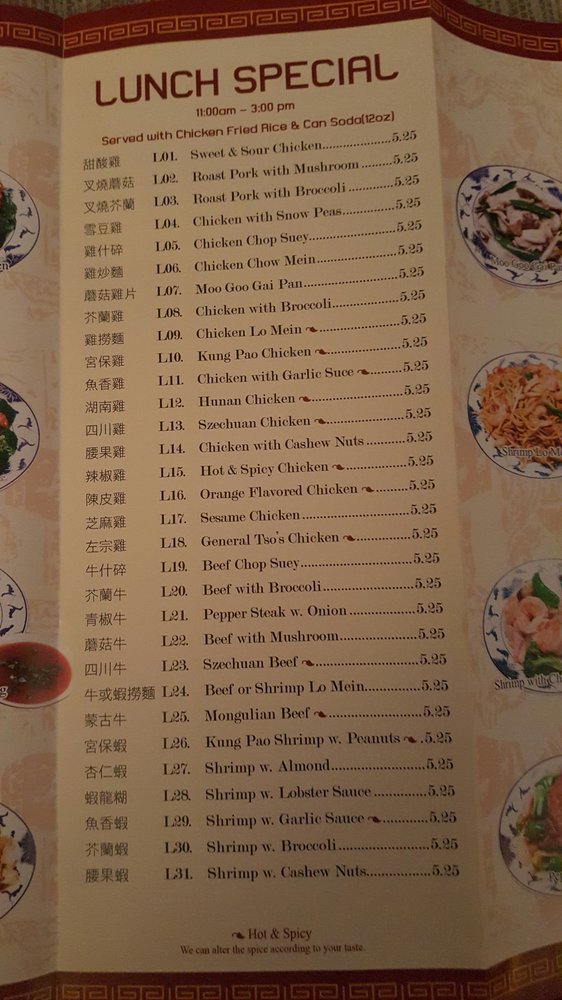 LUNCH SPECIAL
11:00am ~ 3:00 pm
Served with Chicken Fried Rice & Can Soda(12oz)
甜酸雞 L01. Sweet & Sour Chicken....................5.25
叉燒蘑菇 L02. Roast Pork with Mushroom.........5.25
叉燒芥蘭 L03. Roast Pork with Broccoli..............5.25
雪豆雞 L04. Chicken with Snow Peas................5.25
雞什碎 L05. Chicken Chop Suey.........................5.25
雞炒麵 L06. Chicken Chow Mein.......................5.25
蘑菇雞片 L07. Moo Goo Gai Pan...........................5.25
芥蘭雞 L08. Chicken with Broccoli...................5.25
雞撈麵 L09. Chicken Lo Mein.......................5.25
宮保雞 L10. Kung Pao Chicken.....................5.25
魚香雞 L11. Chicken with Garlic Suce............5.25
湖南雞 L12. Hunan Chicken..........................5.25
四川雞 L13. Szechuan Chicken.....................5.25
腰果雞 L14. Chicken with Cashew Nuts..........5.25
辣椒雞 L15. Hot & Spicy Chicken.................5.25
陳皮雞 L16. Orange Flavored Chicken.........5.25
芝麻雞 L17. Sesame Chicken............................5.25
左宗雞 L18. General Tso's Chicken..............5.25
牛什碎 L19. Beef Chop Suey.............................5.25
芥蘭牛 L20. Beef with Broccoli.......................5.25
青椒牛 L21. Pepper Steak w. Onion.................5.25
蘑菇牛 L22. Beef with Mushroom...................5.25
四川牛 L23. Szechuan Beef..........................5.25
牛或蝦撈麵 L24. Beef or Shrimp Lo Mein..............5.25
蒙古牛 L25. Mongulian Beef.......................5.25
宮保蝦 L26. Kung Pao Shrimp w. Peanuts.5.25
杏仁蝦 L27. Shrimp w. Almond.......................5.25
蝦龍糊 L28. Shrimp w. Lobster Sauce.............5.25
魚香蝦 L29. Shrimp w. Garlic Sauce...........5.25
芥蘭蝦 L30. Shrimp w. Broccoli......................5.25
腰果蝦 L31. Shrimp w. Cashew Nuts...............5.25
Hot & Spicy
We can alter the spice according to your taste.
Moo Goo Gai Pa
Shrimp Lo Me
Shrimp with Ch